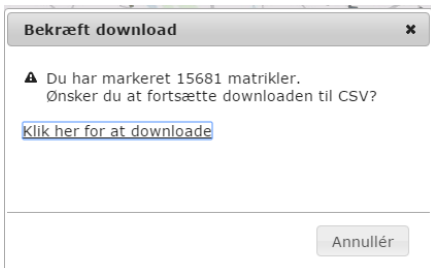 Bekræft download
Du har markeret 15681 matrikler.
Ønsker du at fortsætte downloaden til CSV?
Klik her for at downloade
Annullér